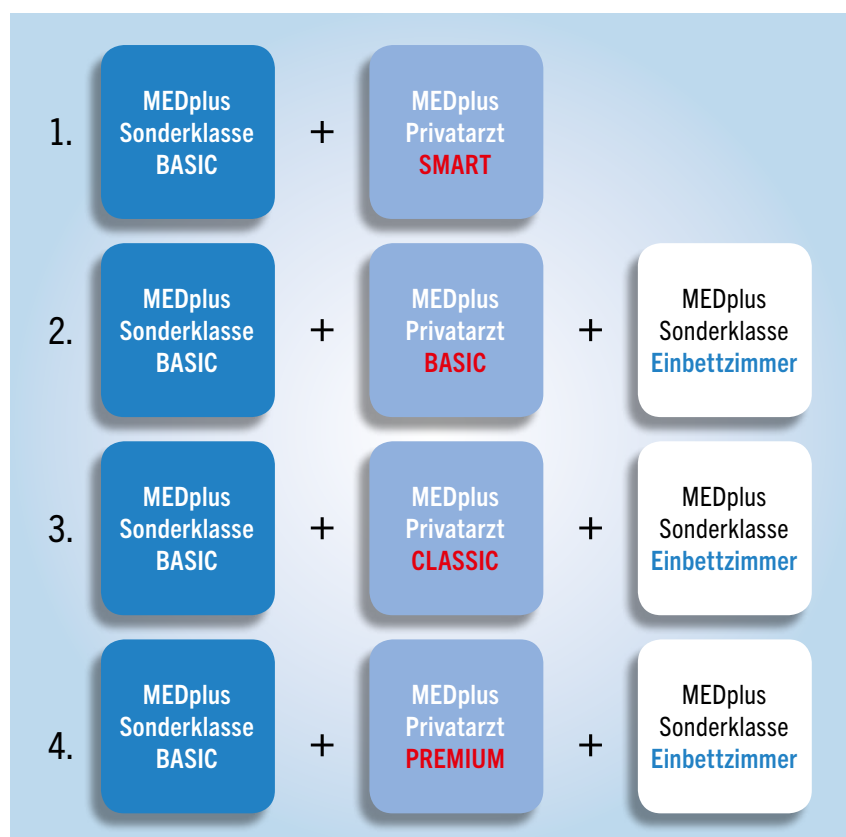 1.
MEDplus
Sonderklasse
BASIC
+
MEDplus
Privatarzt
SMART
2.
MEDplus
Sonderklasse
BASIC
+
MEDplus
Privatarzt
BASIC
+
MEDplus
Sonderklasse
Einbettzimmer
3.
MEDplus
Sonderklasse
BASIC
+
MEDplus
Privatarzt
CLASSIC
+
MEDplus
Sonderklasse
Einbettzimmer
4.
MEDplus
Sonderklasse
BASIC
+
MEDplus
Privatarzt
PREMIUM
+
MEDplus
Sonderklasse
Einbettzimmer